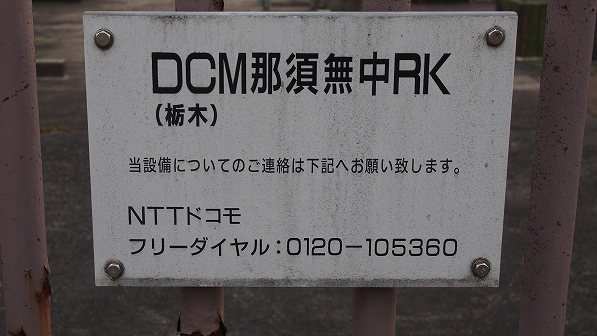 DCM那須無中RK
(栃木)
当設備についてのご連絡は下記へお願い致します。
NTTドコモ
フリーダイヤル：0120－105360